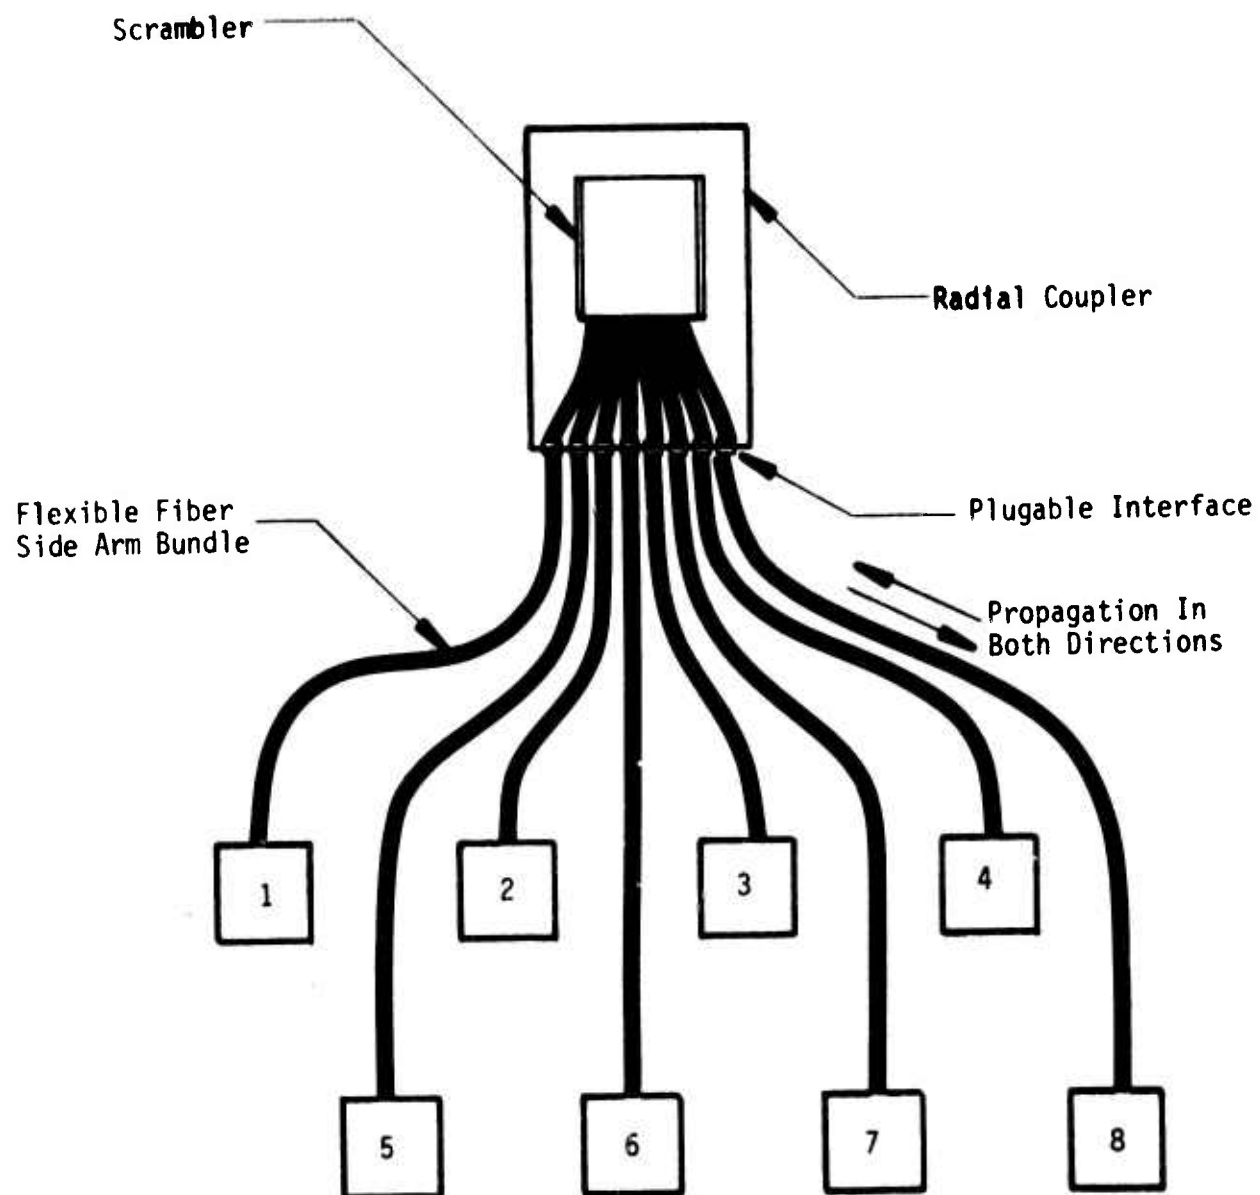 Scrambler
Radial Coupler
Plugable Interface
Flexible Fiber
Side Arm Bundle
Propagation In
Both Directions
1
2
3
4
5
6
7
8